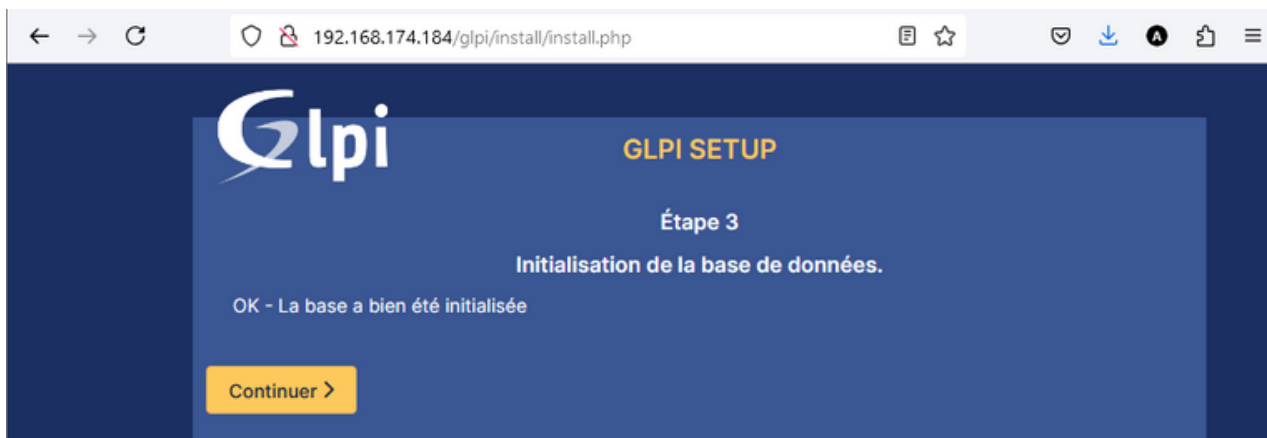 192.168.174.184/glpi/install/install.php
Glpi
GLPI SETUP
Étape 3
Initialisation de la base de données.
OK - La base a bien été initialisée
Continuer >